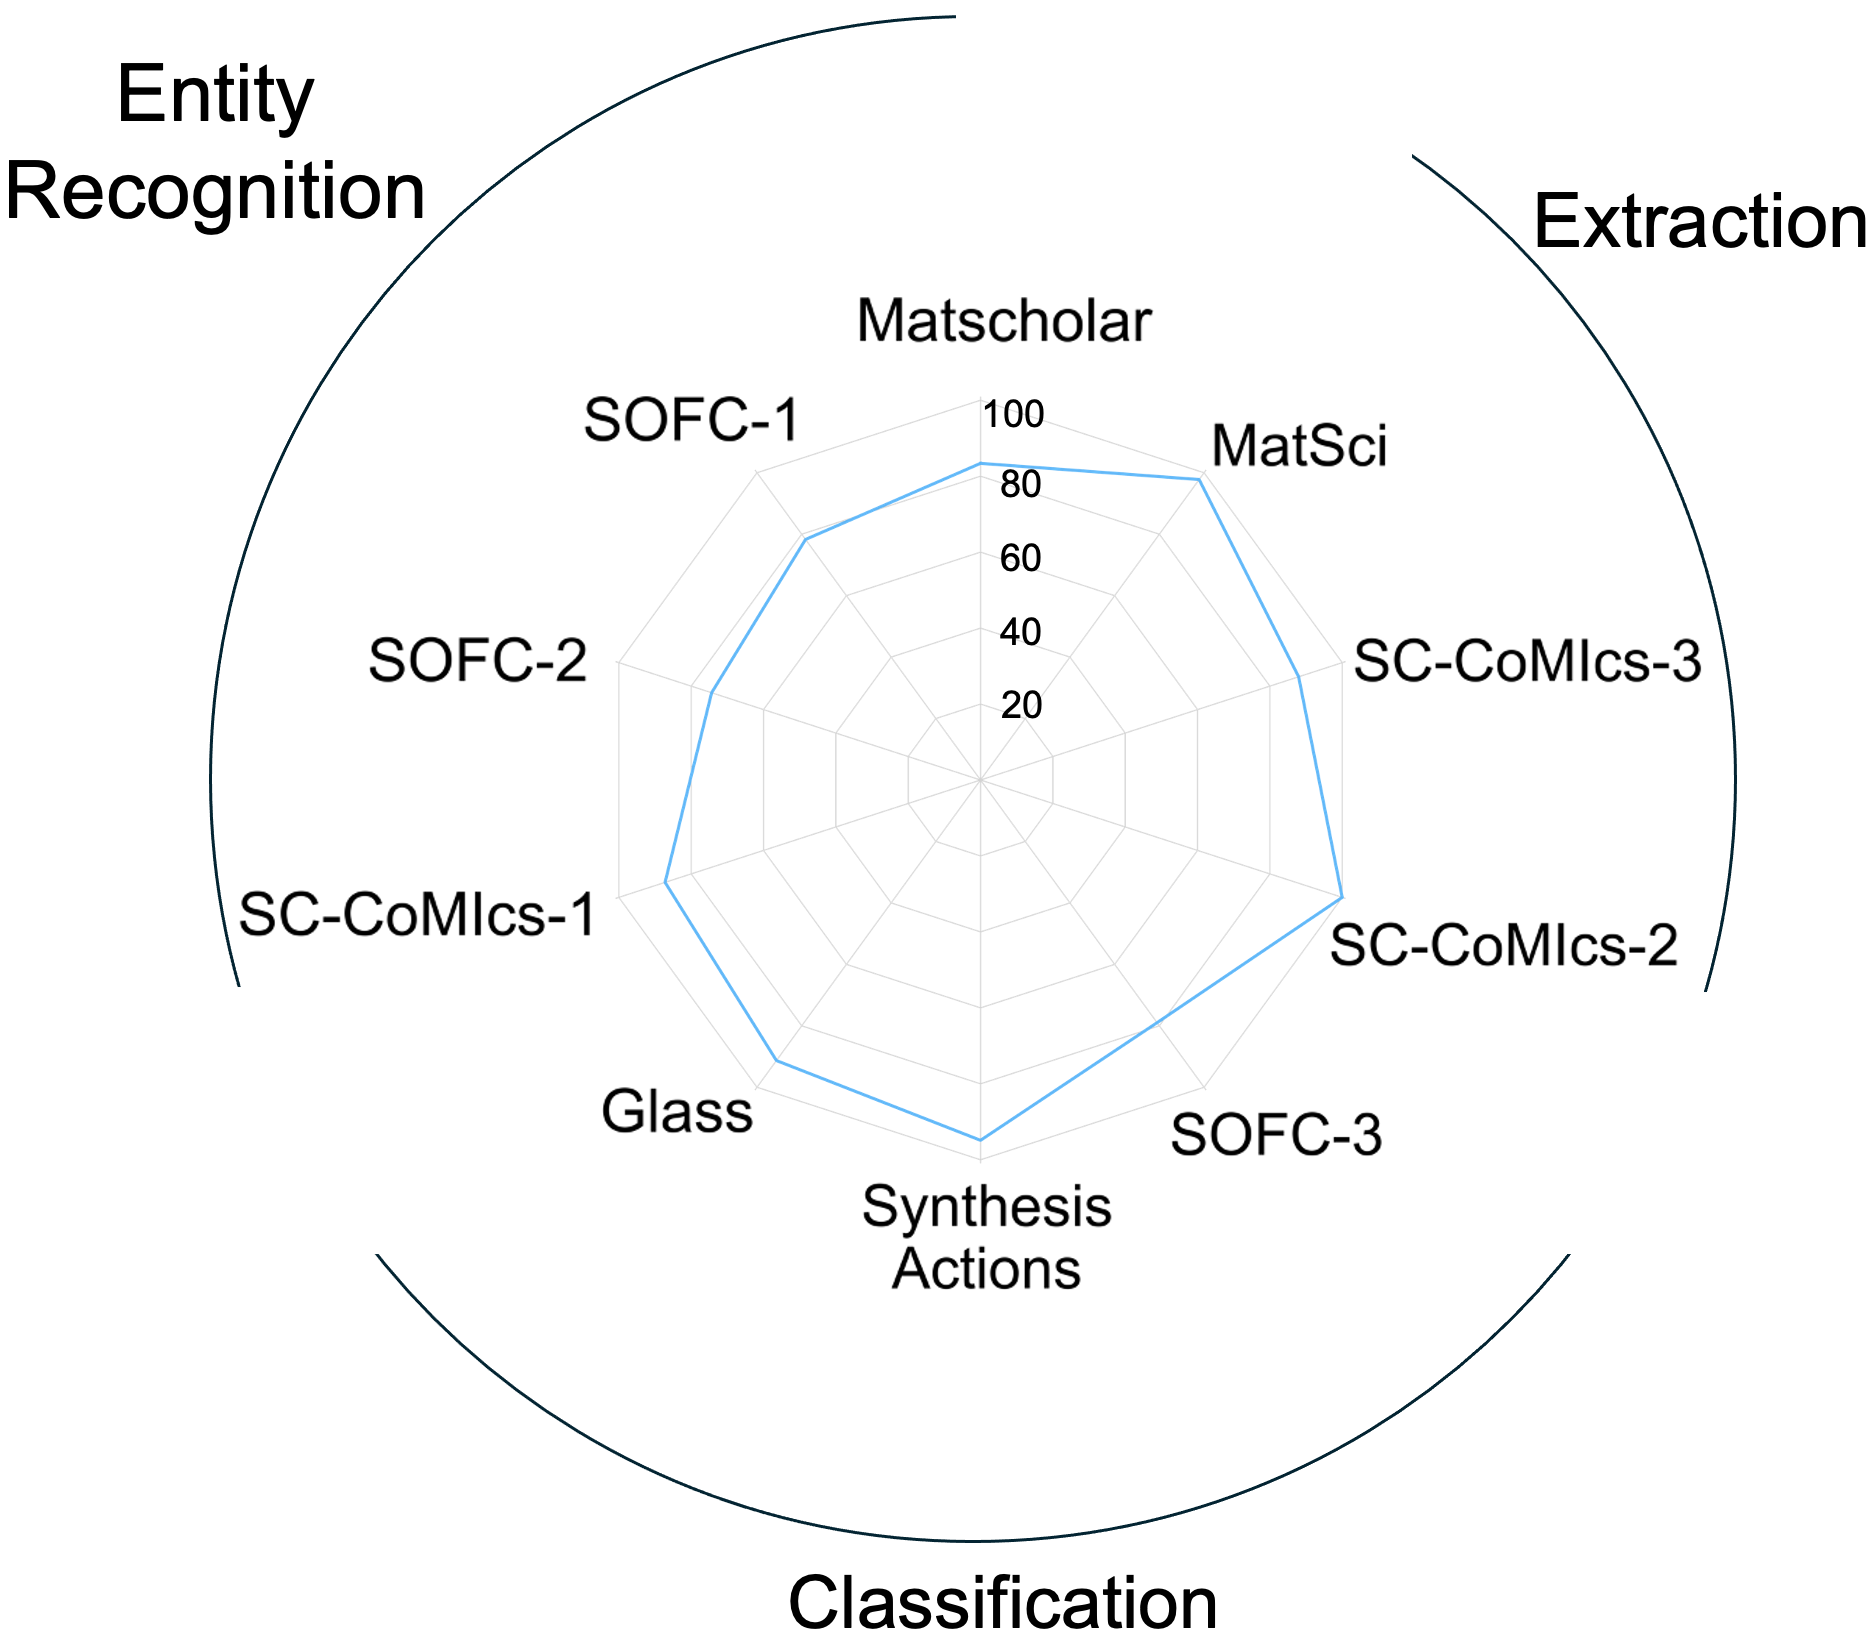 Entity
Recognition
Extraction
Matscholar
SOFC-1
100
MatSci
80
60
40
SOFC-2
SC-CoMIcs-3
20
SC-CoMIcs-1
SC-CoMIcs-2
Glass
SOFC-3
Synthesis
Actions
Classification